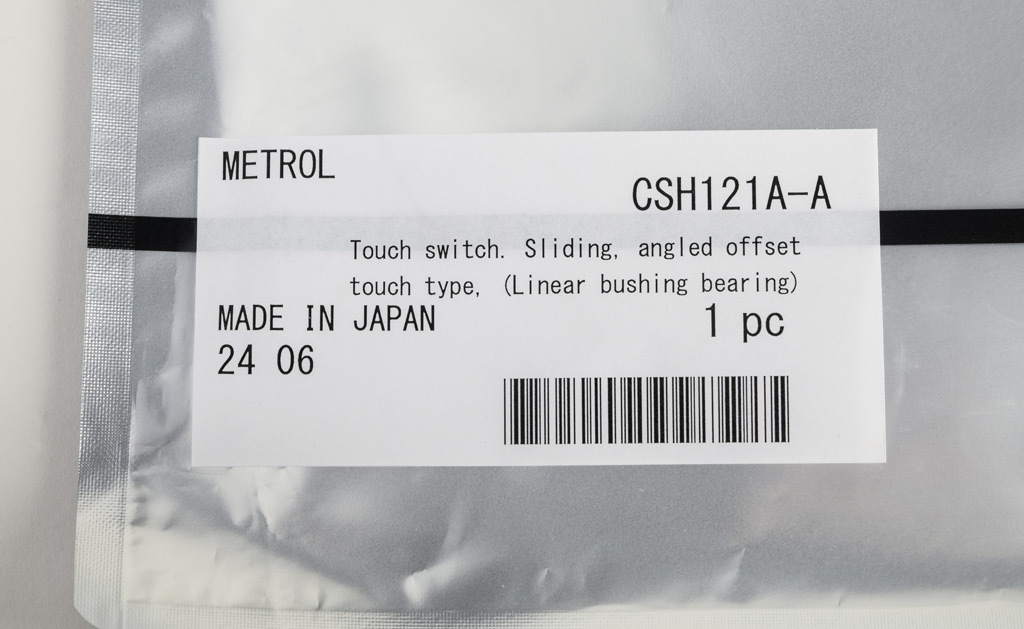 METROL
CSH121A-A
Touch switch. Sliding, angled offset
touch type, (Linear bushing bearing)
MADE IN JAPAN
1 pc
24 06